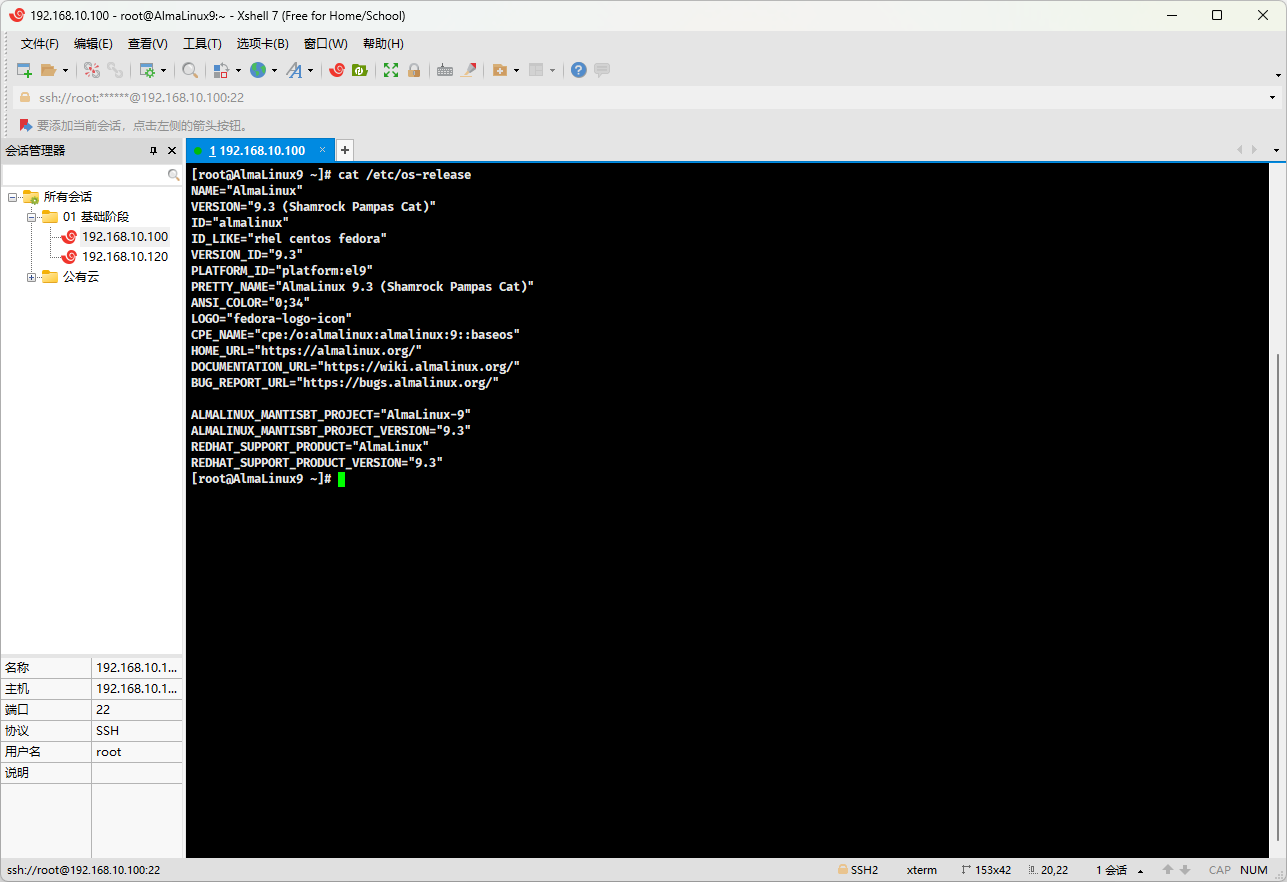 192.168.10.100 - root@AlmaLinux9:~ - Xshell 7 (Free for Home/School)
文件(F) 编辑(E) 查看(V) 工具(T) 选项卡(B) 窗口(W) 帮助(H)
ssh://root:******@192.168.10.100:22
要添加当前会话，点击左侧的箭头按钮。
会话管理器
1 192.168.10.100
所有会话
01 基础阶段
192.168.10.100
192.168.10.120
公有云
[root@AlmaLinux9 ~]# cat /etc/os-release
NAME="AlmaLinux"
VERSION="9.3 (Shamrock Pampas Cat)"
ID="almalinux"
ID_LIKE="rhel centos fedora"
VERSION_ID="9.3"
PLATFORM_ID="platform:el9"
PRETTY_NAME="AlmaLinux 9.3 (Shamrock Pampas Cat)"
ANSI_COLOR="0;34"
LOGO="fedora-logo-icon"
CPE_NAME="cpe:/o:almalinux:almalinux:9::baseos"
HOME_URL="https://almalinux.org/"
DOCUMENTATION_URL="https://wiki.almalinux.org/"
BUG_REPORT_URL="https://bugs.almalinux.org/"
ALMALINUX_MANTISBT_PROJECT="AlmaLinux-9"
ALMALINUX_MANTISBT_PROJECT_VERSION="9.3"
REDHAT_SUPPORT_PRODUCT="AlmaLinux"
REDHAT_SUPPORT_PRODUCT_VERSION="9.3"
[root@AlmaLinux9 ~]#
名称 192.168.10.1...
主机 192.168.10.1...
端口 22
协议 SSH
用户名 root
说明
ssh://root@192.168.10.100:22 SSH2 xterm 153x42 20,22 1 会话 CAP NUM